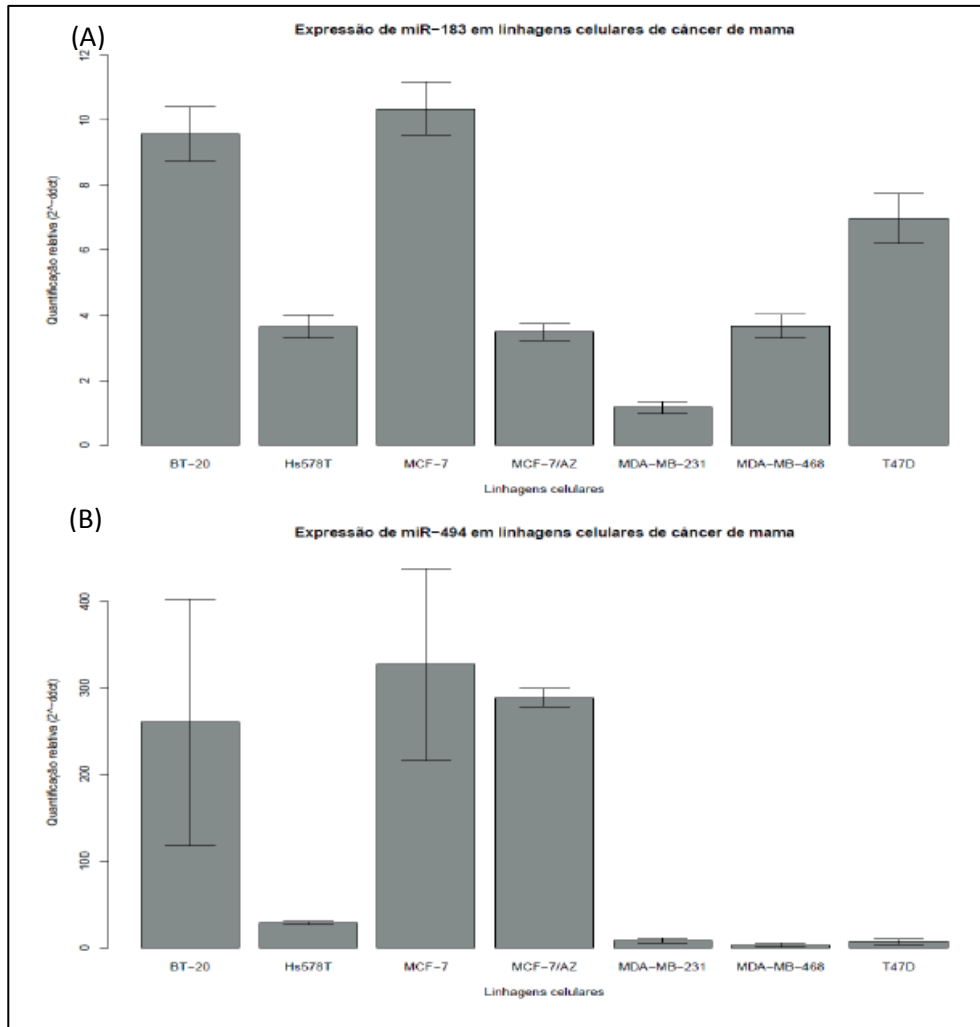 (A)
Expressão de miR−183 em linhagens celulares de câncer de mama
Quantificação relativa (2^−ddct)
12
10
8
6
4
2
0
BT−20 Hs578T MCF−7 MCF−7/AZ MDA−MB−231 MDA−MB−468 T47D
Linhagens celulares
(B)
Expressão de miR−494 em linhagens celulares de câncer de mama
Quantificação relativa (2^−ddct)
400
300
200
100
0
BT−20 Hs578T MCF−7 MCF−7/AZ MDA−MB−231 MDA−MB−468 T47D
Linhagens celulares